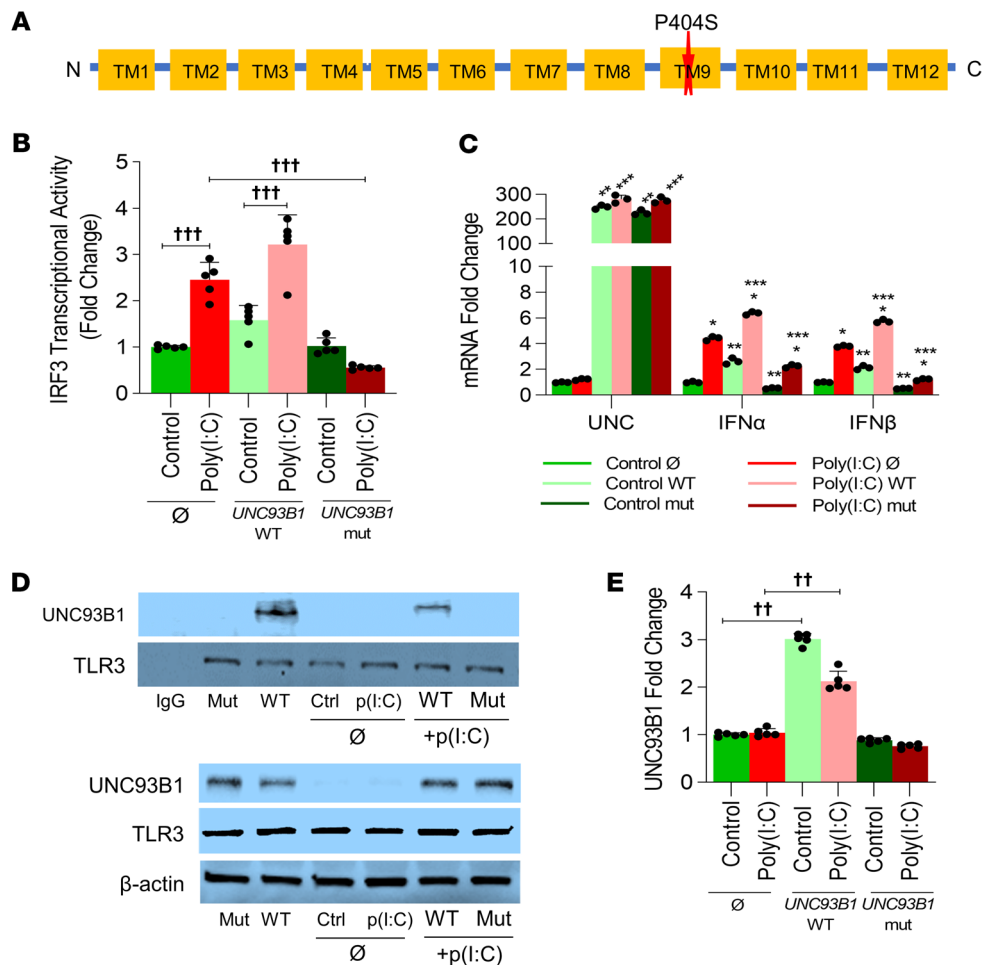 A
P404S
N TM1 TM2 TM3 TM4 TM5 TM6 TM7 TM8 TM9 TM10 TM11 TM12 C
B
IRF3 Transcriptional Activity
(Fold Change)
5
4
3
2
1
0
†††
†††
†††
Control Poly(I:C) Control Poly(I:C) Control Poly(I:C)
Ø UNC93B1 UNC93B1
WT mut
C
mRNA Fold Change
300
200
100
10
8
6
4
2
0
** *** ** ***
* ** *** * ** *** *
* ** *** * ** *** *
UNC IFNα IFNβ
Control Ø Poly(I:C) Ø
Control WT Poly(I:C) WT
Control mut Poly(I:C) mut
D
UNC93B1
TLR3
IgG Mut WT Ctrl p(I:C) WT Mut
Ø +p(I:C)
UNC93B1
TLR3
β-actin
Mut WT Ctrl p(I:C) WT Mut
Ø +p(I:C)
E
UNC93B1 Fold Change
4
3
2
1
0
††
††
Control Poly(I:C) Control Poly(I:C) Control Poly(I:C)
Ø UNC93B1 UNC93B1
WT mut